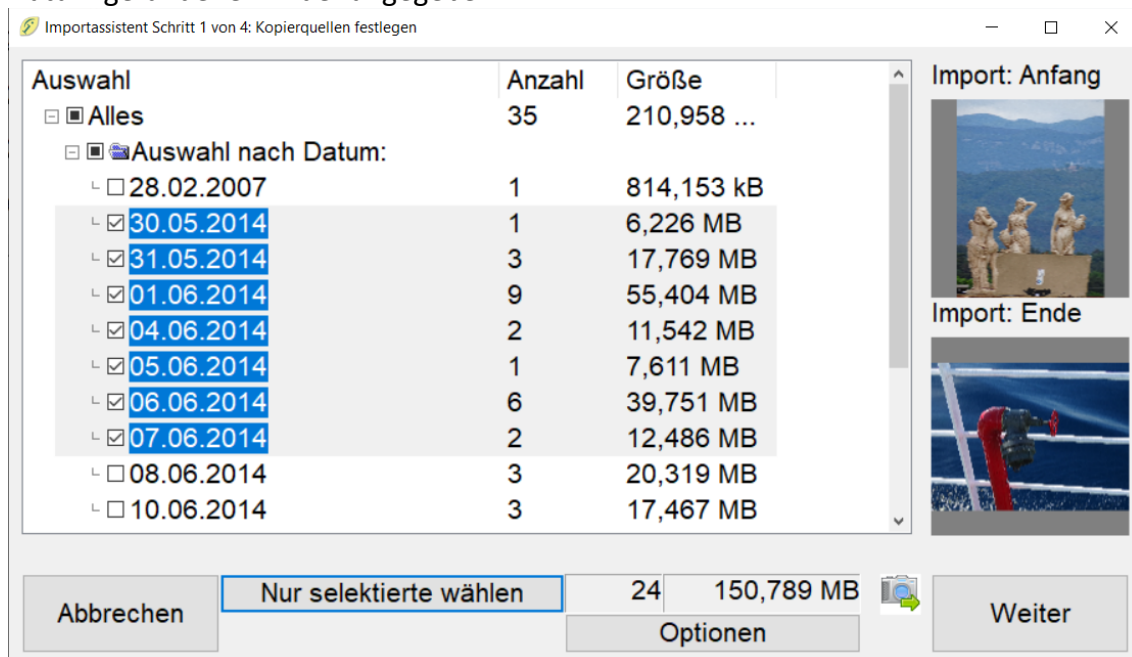 Importassistent Schritt 1 von 4: Kopierquellen festlegen
Auswahl Anzahl Größe
Alles 35 210,958 ...
Auswahl nach Datum:
28.02.2007 1 814,153 kB
30.05.2014 1 6,226 MB
31.05.2014 3 17,769 MB
01.06.2014 9 55,404 MB
04.06.2014 2 11,542 MB
05.06.2014 1 7,611 MB
06.06.2014 6 39,751 MB
07.06.2014 2 12,486 MB
08.06.2014 3 20,319 MB
10.06.2014 3 17,467 MB
Import: Anfang
Import: Ende
Abbrechen
Nur selektierte wählen 24 150,789 MB
Optionen
Weiter